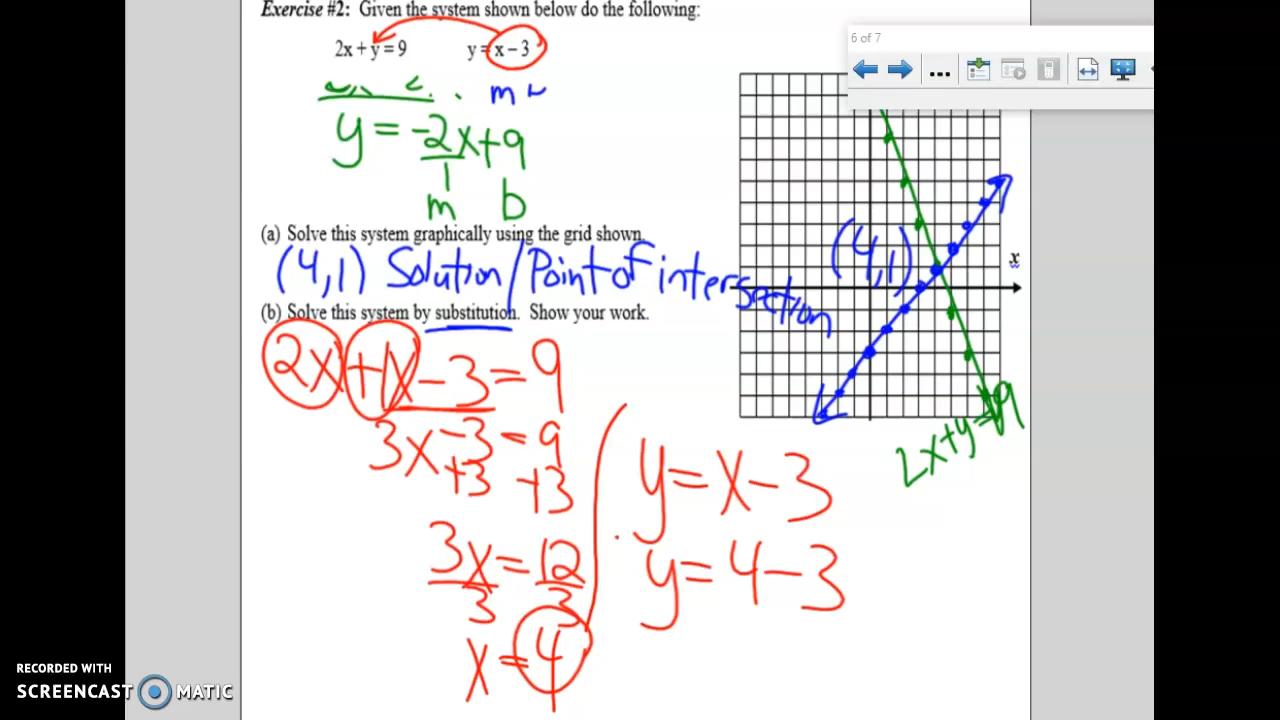 Exercise #2: Given the system shown below do the following:
6 of 7
2x + y = 9 y = x − 3
m
y = -2x + 9
1
m b
(a) Solve this system graphically using the grid shown.
(4,1) Solution/Point of intersection
(4,1)
x
(b) Solve this system by substitution. Show your work.
2x + 1x - 3 = 9
3x - 3 = 9
+3 +3
3x = 12
3 3
x = 4
2x + y = 9
y = x - 3
y = 4 - 3
RECORDED WITH
SCREENCAST MATIC